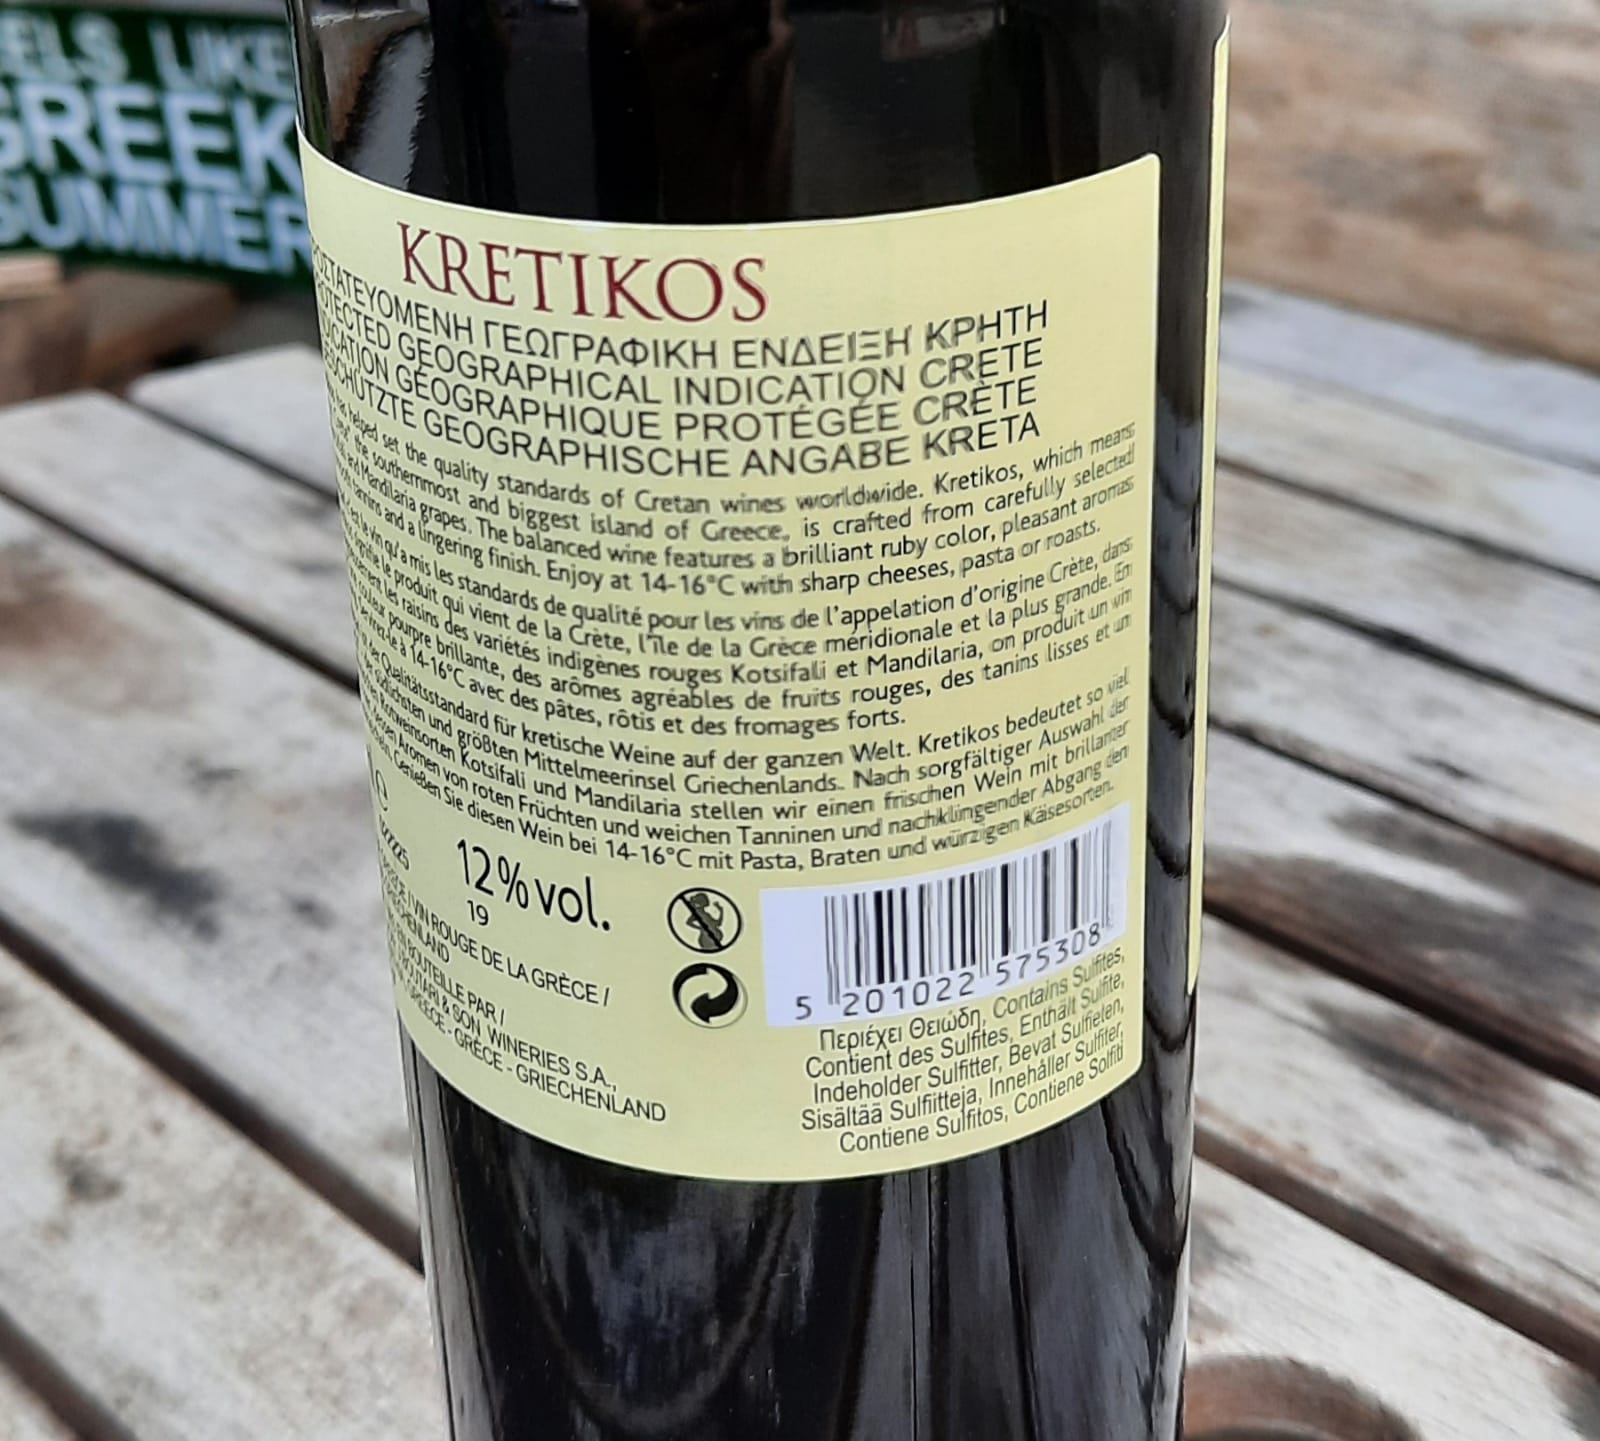 LIKE
GREEK
SUMMER
KRETIKOS
ΓΕΩΓΡΑΦΙΚΗ ΕΝΔΕΙΞΗ ΚΡΗΤΗ
GEOGRAPHICAL INDICATION CRETE
GÉOGRAPHIQUE PROTÉGÉE CRÈTE
GEOGRAPHISCHE ANGABE KRETA
helped set the quality standards of Cretan wines worldwide. Kretikos, which means
the southernmost and biggest island of Greece, is crafted from carefully selected
and Mandilaria grapes. The balanced wine features a brilliant ruby color, pleasant aromas
tannins and a lingering finish. Enjoy at 14-16°C with sharp cheeses, pasta or roasts.
est le vin qu'a mis les standards de qualité pour les vins de l'appelation d'origine Crète, dans
signifie le produit qui vient de la Crète, l'île de la Grèce méridionale et la plus grande. En
les raisins des variétés indigènes rouges Kotsifali et Mandilaria, on produit un vin
couleur pourpre brillante, des arômes agréables de fruits rouges, des tanins lisses et un
à 14-16°C avec des pâtes, rôtis et des fromages forts.
der Qualitätsstandard für kretische Weine auf der ganzen Welt. Kretikos bedeutet so viel
südlichsten und größten Mittelmeerinsel Griechenlands. Nach sorgfältiger Auswahl der
Rotweinsorten Kotsifali und Mandilaria stellen wir einen frischen Wein mit brillanter
dessen Aromen von roten Früchten und weichen Tanninen und nachklingender Abgang den
Genießen Sie diesen Wein bei 14-16°C mit Pasta, Braten und würzigen Käsesorten.
e
12%vol.
19
/VIN ROUGE DE LA GRÈCE /
EN BOUTEILLE PAR /
BOUTARI & SON WINERIES S.A.,
GREECE - GRÈCE - GRIECHENLAND
5 201022 575308
Περιέχει Θειώδη, Contains Sulfites,
Contient des Sulfites, Enthält Sulfite,
Indeholder Sulfitter, Bevat Sulfieten,
Sisältää Sulfiitteja, Innehåller Sulfiter,
Contiene Sulfitos, Contiene Solfiti